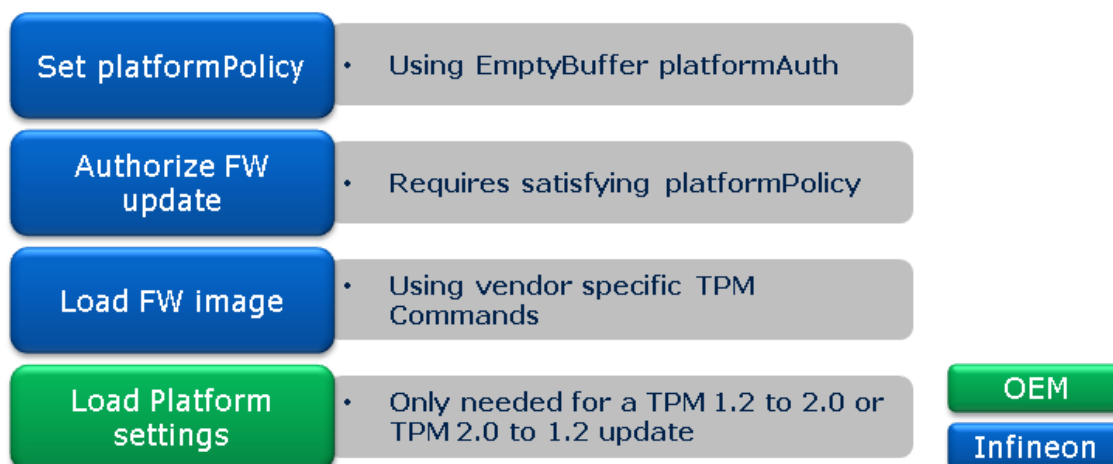 Set platformPolicy
• Using EmptyBuffer platformAuth
Authorize FW
update
• Requires satisfying platformPolicy
Load FW image
• Using vendor specific TPM
Commands
Load Platform
settings
• Only needed for a TPM 1.2 to 2.0 or
TPM 2.0 to 1.2 update
OEM
Infineon